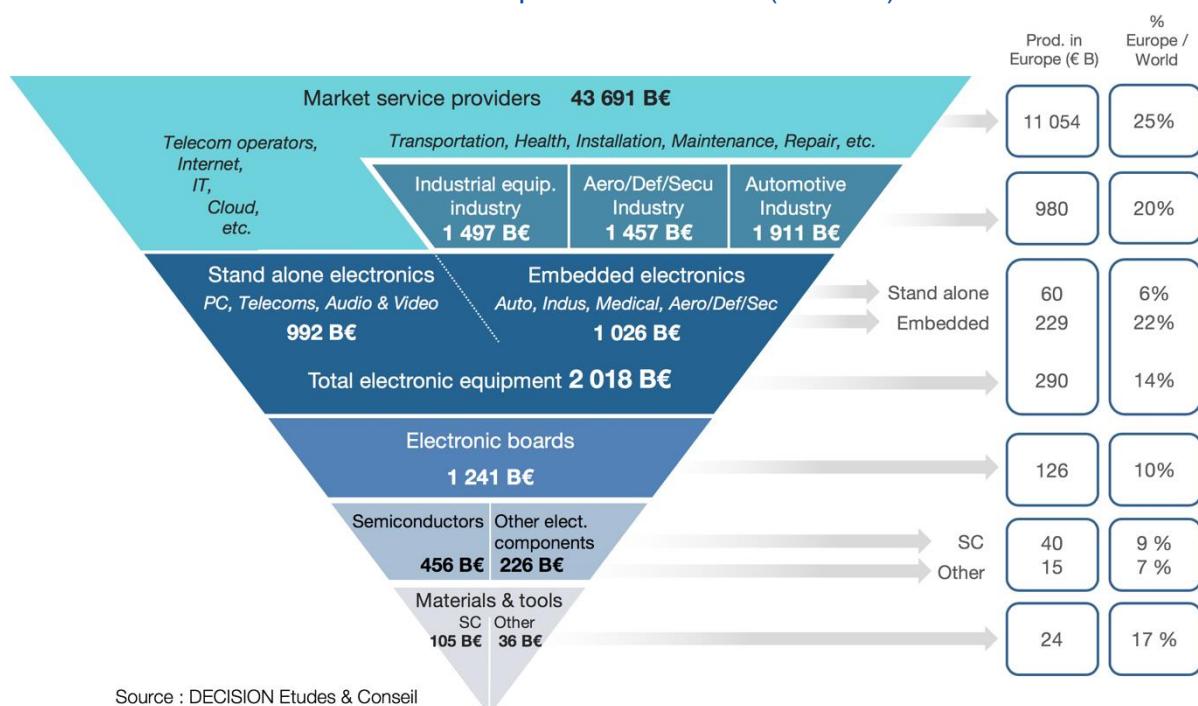 %
Prod. in Europe /
Europe (€ B) World
Market service providers 43 691 B€
11 054 25%
Telecom operators,
Internet,
IT,
Cloud,
etc.
Transportation, Health, Installation, Maintenance, Repair, etc.
Industrial equip.
industry
1 497 B€
Aero/Def/Secu
Industry
1 457 B€
Automotive
Industry
1 911 B€
980 20%
Stand alone electronics
PC, Telecoms, Audio & Video
992 B€
Embedded electronics
Auto, Indus, Medical, Aero/Def/Sec
1 026 B€
Stand alone 60 6%
Embedded 229 22%
Total electronic equipment 2 018 B€
290 14%
Electronic boards
1 241 B€
126 10%
Semiconductors
456 B€
Other elect.
components
226 B€
SC 40 9 %
Other 15 7 %
Materials & tools
SC
105 B€
Other
36 B€
24 17 %
Source : DECISION Etudes & Conseil